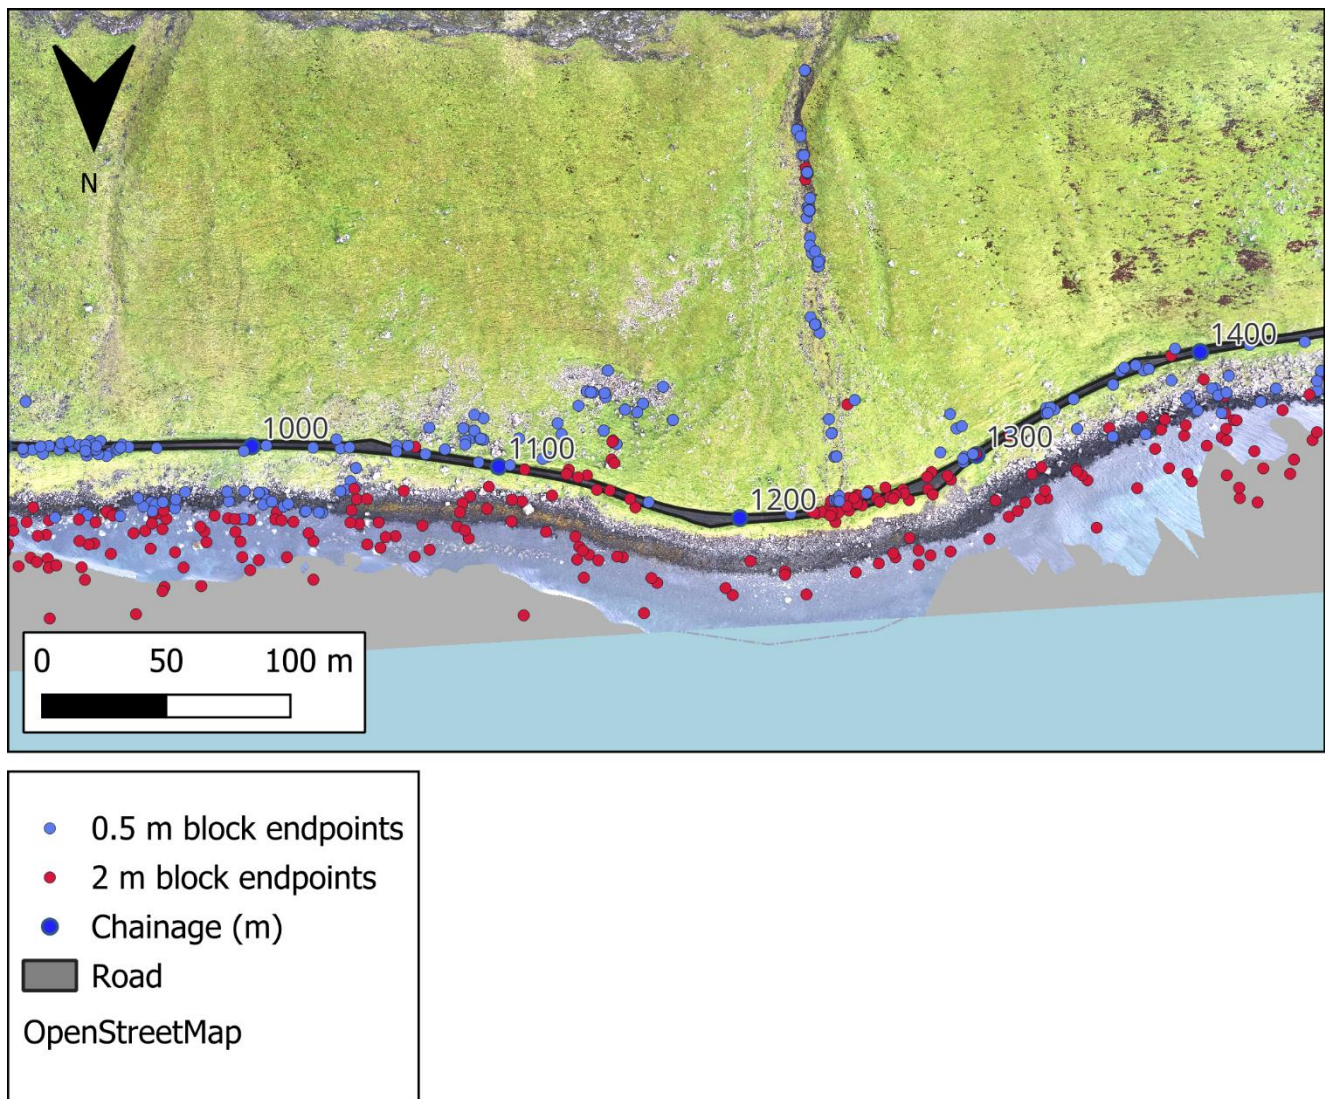 N
1400
1000
1300
1100
1200
0 50 100 m
0.5 m block endpoints
2 m block endpoints
Chainage (m)
Road
OpenStreetMap